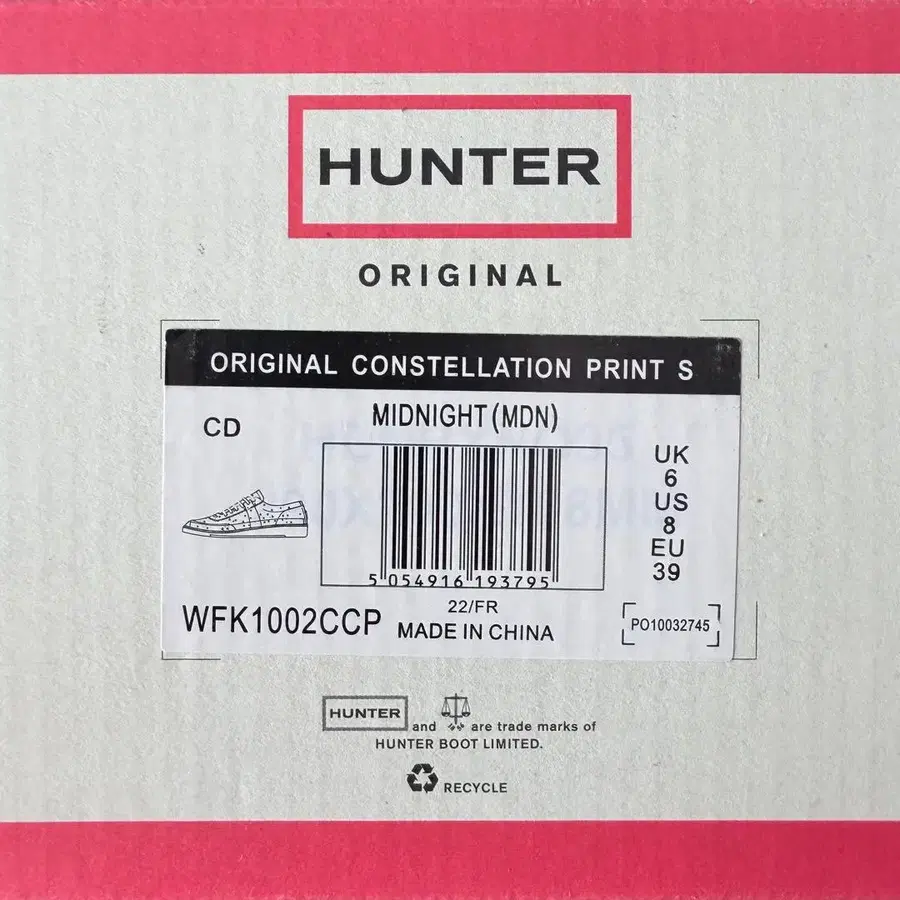 HUNTER
ORIGINAL
ORIGINAL CONSTELLATION PRINT S
MIDNIGHT (MDN)
CD
UK
6
US
8
EU
39
5 054916 193795
22/FR
WFK1002CCP
MADE IN CHINA
PO10032745
HUNTER and are trade marks of
HUNTER BOOT LIMITED.
RECYCLE